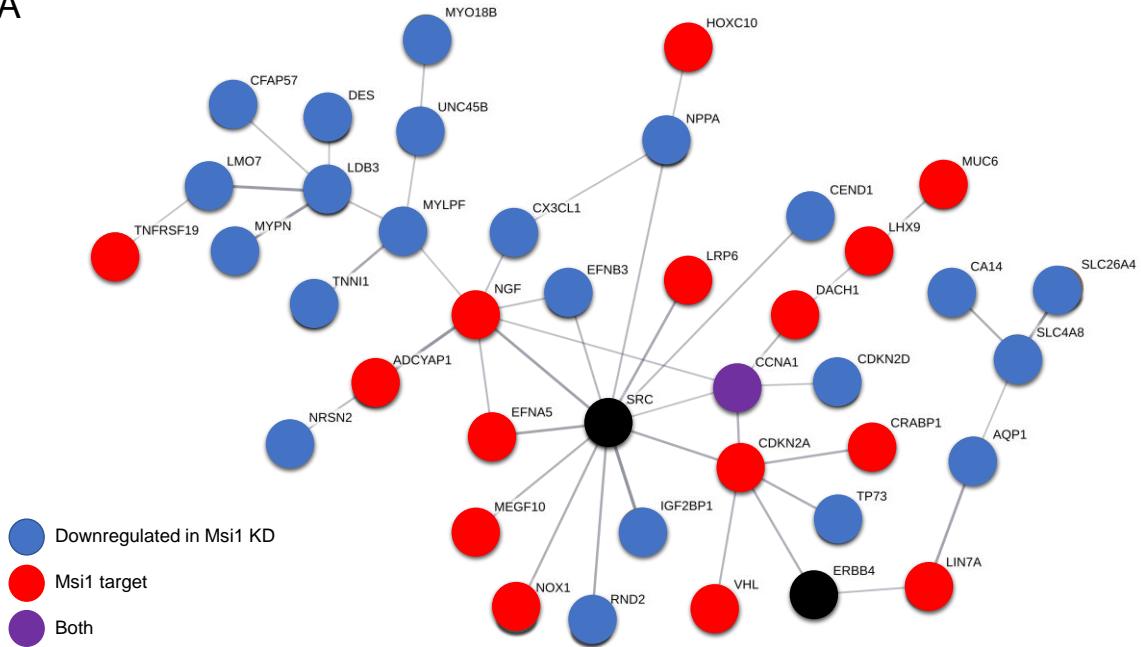 A
MYO18B
HOXC10
CFAP57
DES
UNC45B
NPPA
LMO7
LDB3
MUC6
CEND1
TNFRSF19
MYPN
MYLPF
CX3CL1
LHX9
LRP6
CA14
SLC26A4
TNNI1
NGF
EFNB3
DACH1
SLC4A8
ADCYAP1
CCNA1
CDKN2D
NRSN2
EFNA5
SRC
CDKN2A
CRABP1
AQP1
MEGF10
IGF2BP1
TP73
Downregulated in Msi1 KD
Msi1 target
Both
NOX1
RND2
VHL
ERBB4
LIN7A